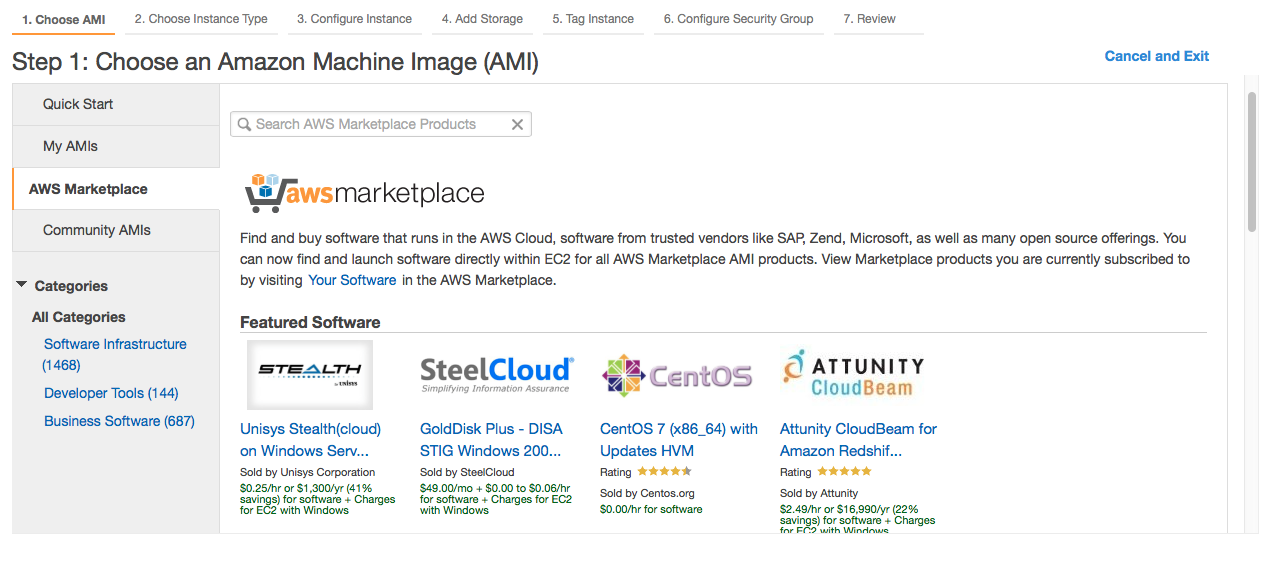 1. Choose AMI
2. Choose Instance Type
3. Configure Instance
4. Add Storage
5. Tag Instance
6. Configure Security Group
7. Review
Step 1: Choose an Amazon Machine Image (AMI)
Cancel and Exit
Quick Start
My AMIs
AWS Marketplace
Community AMIs
Categories
All Categories
Software Infrastructure
(1468)
Developer Tools (144)
Business Software (687)
Search AWS Marketplace Products
awsmarketplace
Find and buy software that runs in the AWS Cloud, software from trusted vendors like SAP, Zend, Microsoft, as well as many open source offerings. You
can now find and launch software directly within EC2 for all AWS Marketplace AMI products. View Marketplace products you are currently subscribed to
by visiting Your Software in the AWS Marketplace.
Featured Software
STEALTH
by UNISYS
Unisys Stealth(cloud)
on Windows Serv...
Sold by Unisys Corporation
$0.25/hr or $1,300/yr (41%
savings) for software + Charges
for EC2 with Windows
SteelCloud
Simplifying Information Assurance
GoldDisk Plus - DISA
STIG Windows 200...
Sold by SteelCloud
$49.00/mo + $0.00 to $0.06/hr
for software + Charges for EC2
with Windows
CentOS
CentOS 7 (x86_64) with
Updates HVM
Rating
Sold by Centos.org
$0.00/hr for software
ATTUNITY
CloudBeam
Attunity CloudBeam for
Amazon Redshif...
Rating
Sold by Attunity
$2.49/hr or $16,990/yr (22%
savings) for software + Charges
for EC2 with Windows